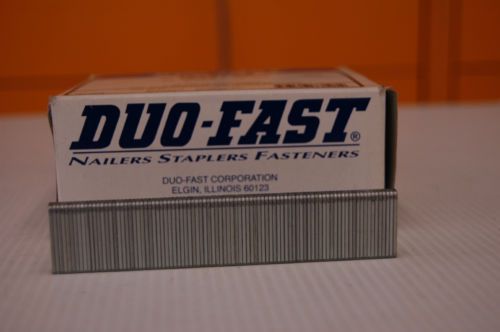 DUO-FAST®
NAILERS STAPLERS FASTENERS
DUO-FAST CORPORATION
ELGIN, ILLINOIS 60123